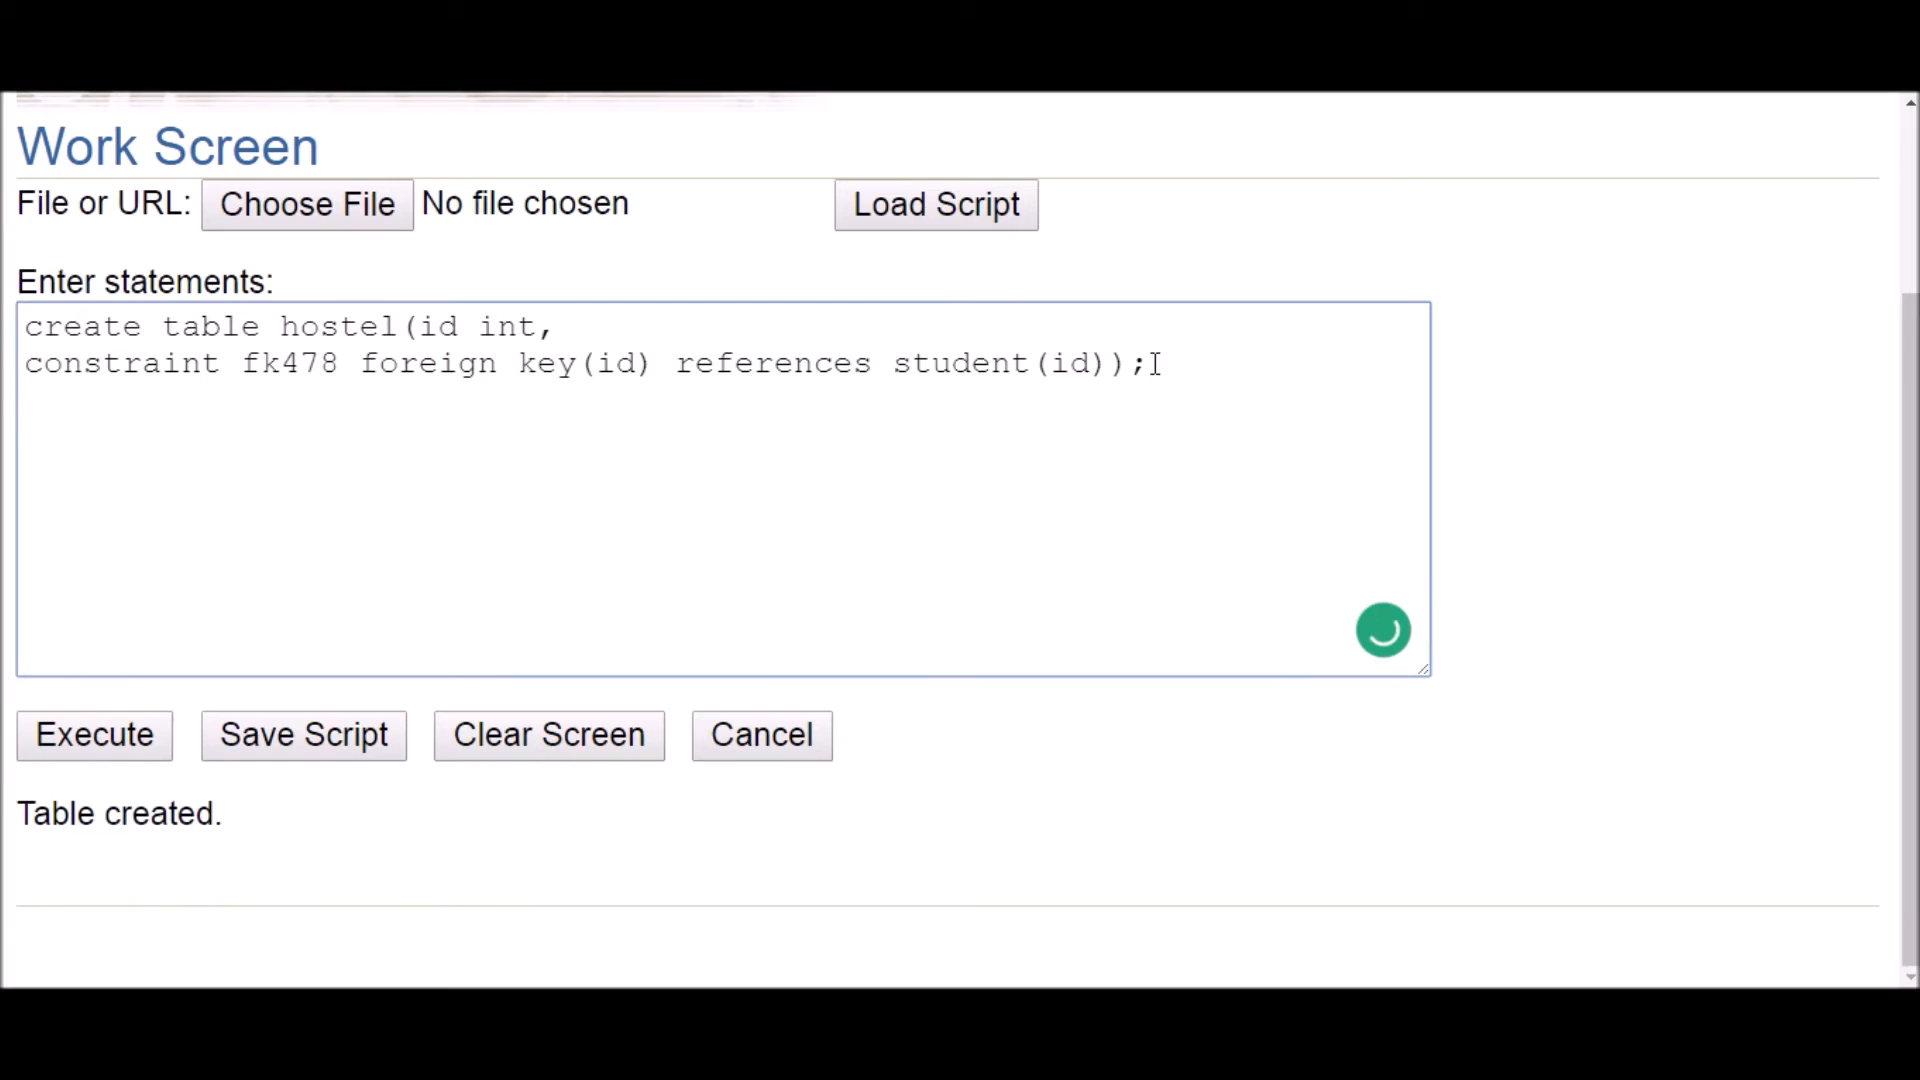 Work Screen
File or URL: Choose File No file chosen Load Script
Enter statements:
create table hostel(id int,
constraint fk478 foreign key(id) references student(id));
Execute Save Script Clear Screen Cancel
Table created.